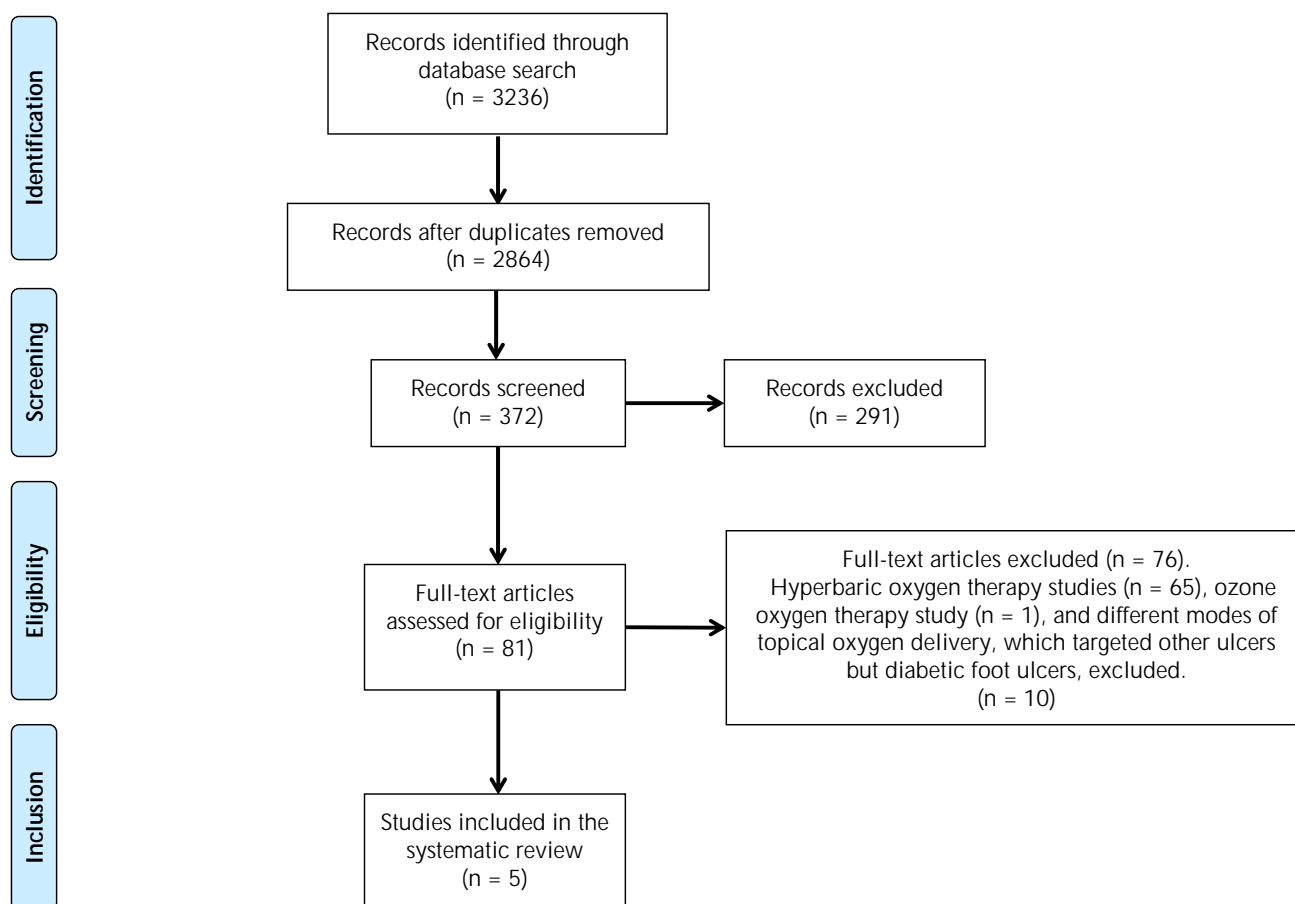 Identification
Records identified through
database search
(n = 3236)
Records after duplicates removed
(n = 2864)
Screening
Records screened
(n = 372)
Records excluded
(n = 291)
Eligibility
Full-text articles
assessed for eligibility
(n = 81)
Full-text articles excluded (n = 76).
Hyperbaric oxygen therapy studies (n = 65), ozone
oxygen therapy study (n = 1), and different modes of
topical oxygen delivery, which targeted other ulcers
but diabetic foot ulcers, excluded.
(n = 10)
Inclusion
Studies included in the
systematic review
(n = 5)